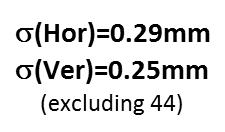 σ(Hor)=0.29mm
σ(Ver)=0.25mm
(excluding 44)